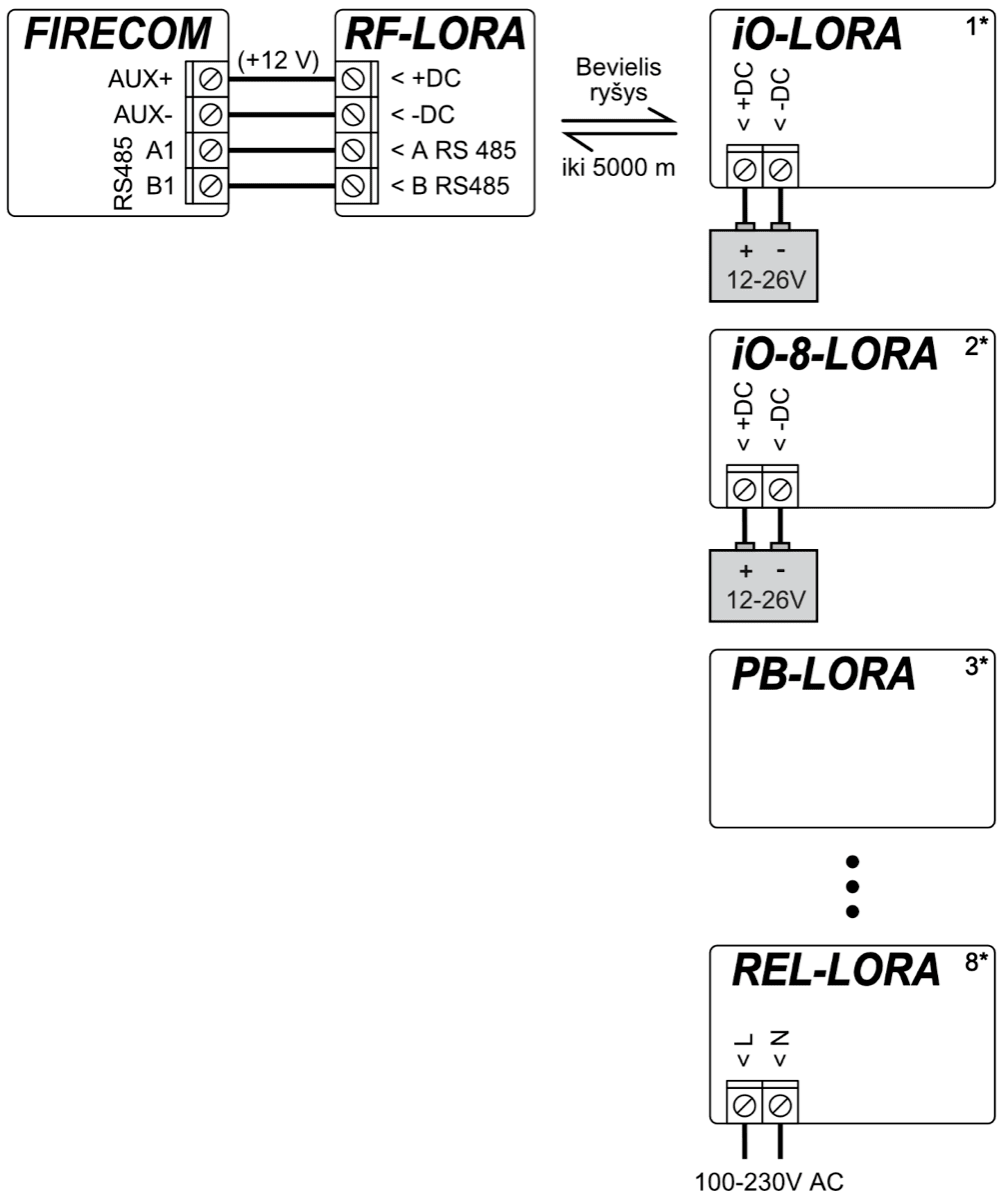 FIRECOM
AUX+
AUX-
RS485
A1
B1
(+12 V)
RF-LORA
< +DC
< -DC
< A RS 485
< B RS485
Bevielis
ryšys
iki 5000 m
iO-LORA 1*
< +DC
< -DC
+ -
12-26V
iO-8-LORA 2*
< +DC
< -DC
+ -
12-26V
PB-LORA 3*
REL-LORA 8*
< L
< N
100-230V AC